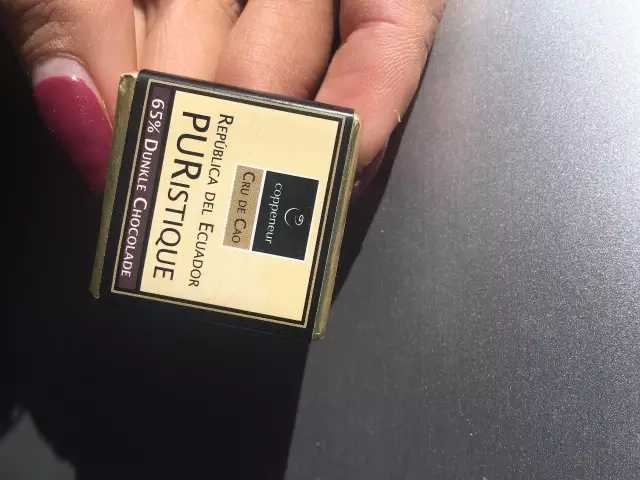 coppeneur
CRU DE CAO
REPÚBLICA DEL ECUADOR
PURISTIQUE
65% DUNKLE CHOCOLADE